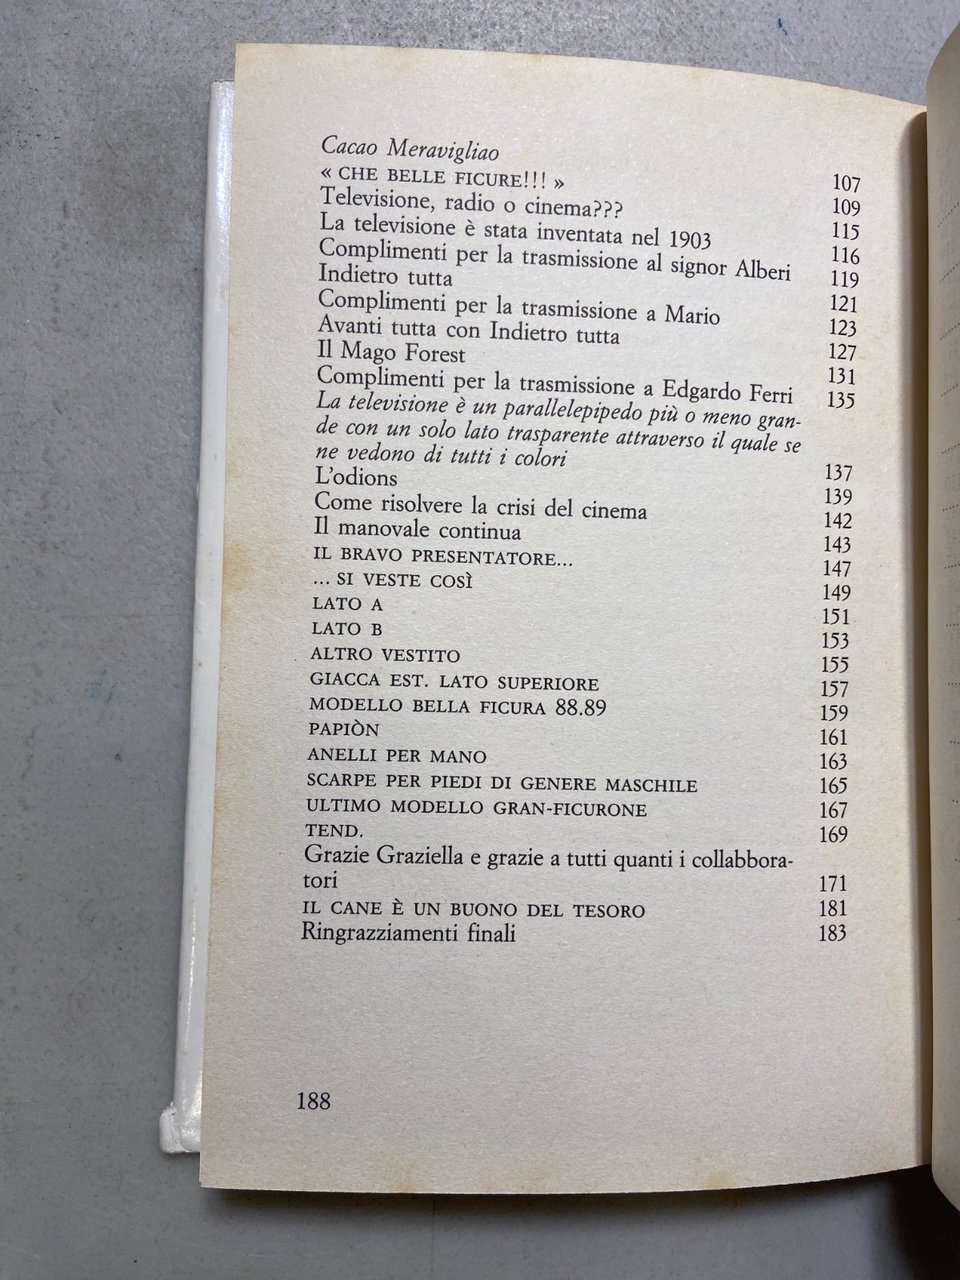 Cacao Meravigliao 107
« CHE BELLE FICURE!!! » 109
Televisione, radio o cinema??? 115
La televisione è stata inventata nel 1903 116
Complimenti per la trasmissione al signor Alberi 119
Indietro tutta 121
Complimenti per la trasmissione a Mario 123
Avanti tutta con Indietro tutta 127
Il Mago Forest 131
Complimenti per la trasmissione a Edgardo Ferri 135
La televisione è un parallelepipedo più o meno gran-
de con un solo lato trasparente attraverso il quale se
ne vedono di tutti i colori 137
L'odions 139
Come risolvere la crisi del cinema 142
Il manovale continua 143
IL BRAVO PRESENTATORE... 147
... SI VESTE COSÌ 149
LATO A 151
LATO B 153
ALTRO VESTITO 155
GIACCA EST. LATO SUPERIORE 157
MODELLO BELLA FICURA 88.89 159
PAPIÒN 161
ANELLI PER MANO 163
SCARPE PER PIEDI DI GENERE MASCHILE 165
ULTIMO MODELLO GRAN-FICURONE 167
TEND. 169
Grazie Graziella e grazie a tutti quanti i collabbora-
tori 171
IL CANE È UN BUONO DEL TESORO 181
Ringrazziamenti finali 183
188